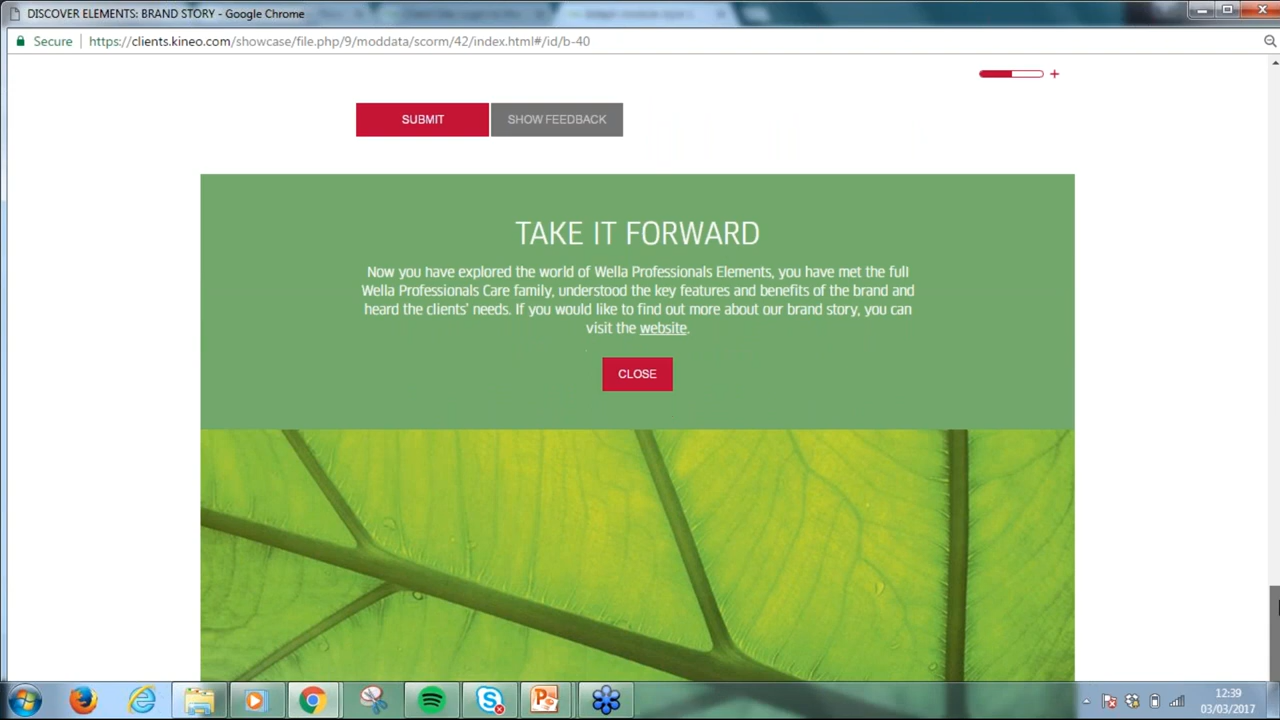 DISCOVER ELEMENTS: BRAND STORY - Google Chrome
Secure https://clients.kineo.com/showcase/file.php/9/moddata/scorm/42/index.html#/id/b-40
SUBMIT SHOW FEEDBACK
TAKE IT FORWARD
Now you have explored the world of Wella Professionals Elements, you have met the full
Wella Professionals Care family, understood the key features and benefits of the brand and
heard the clients' needs. If you would like to find out more about our brand story, you can
visit the website.
CLOSE
12:39
03/03/2017